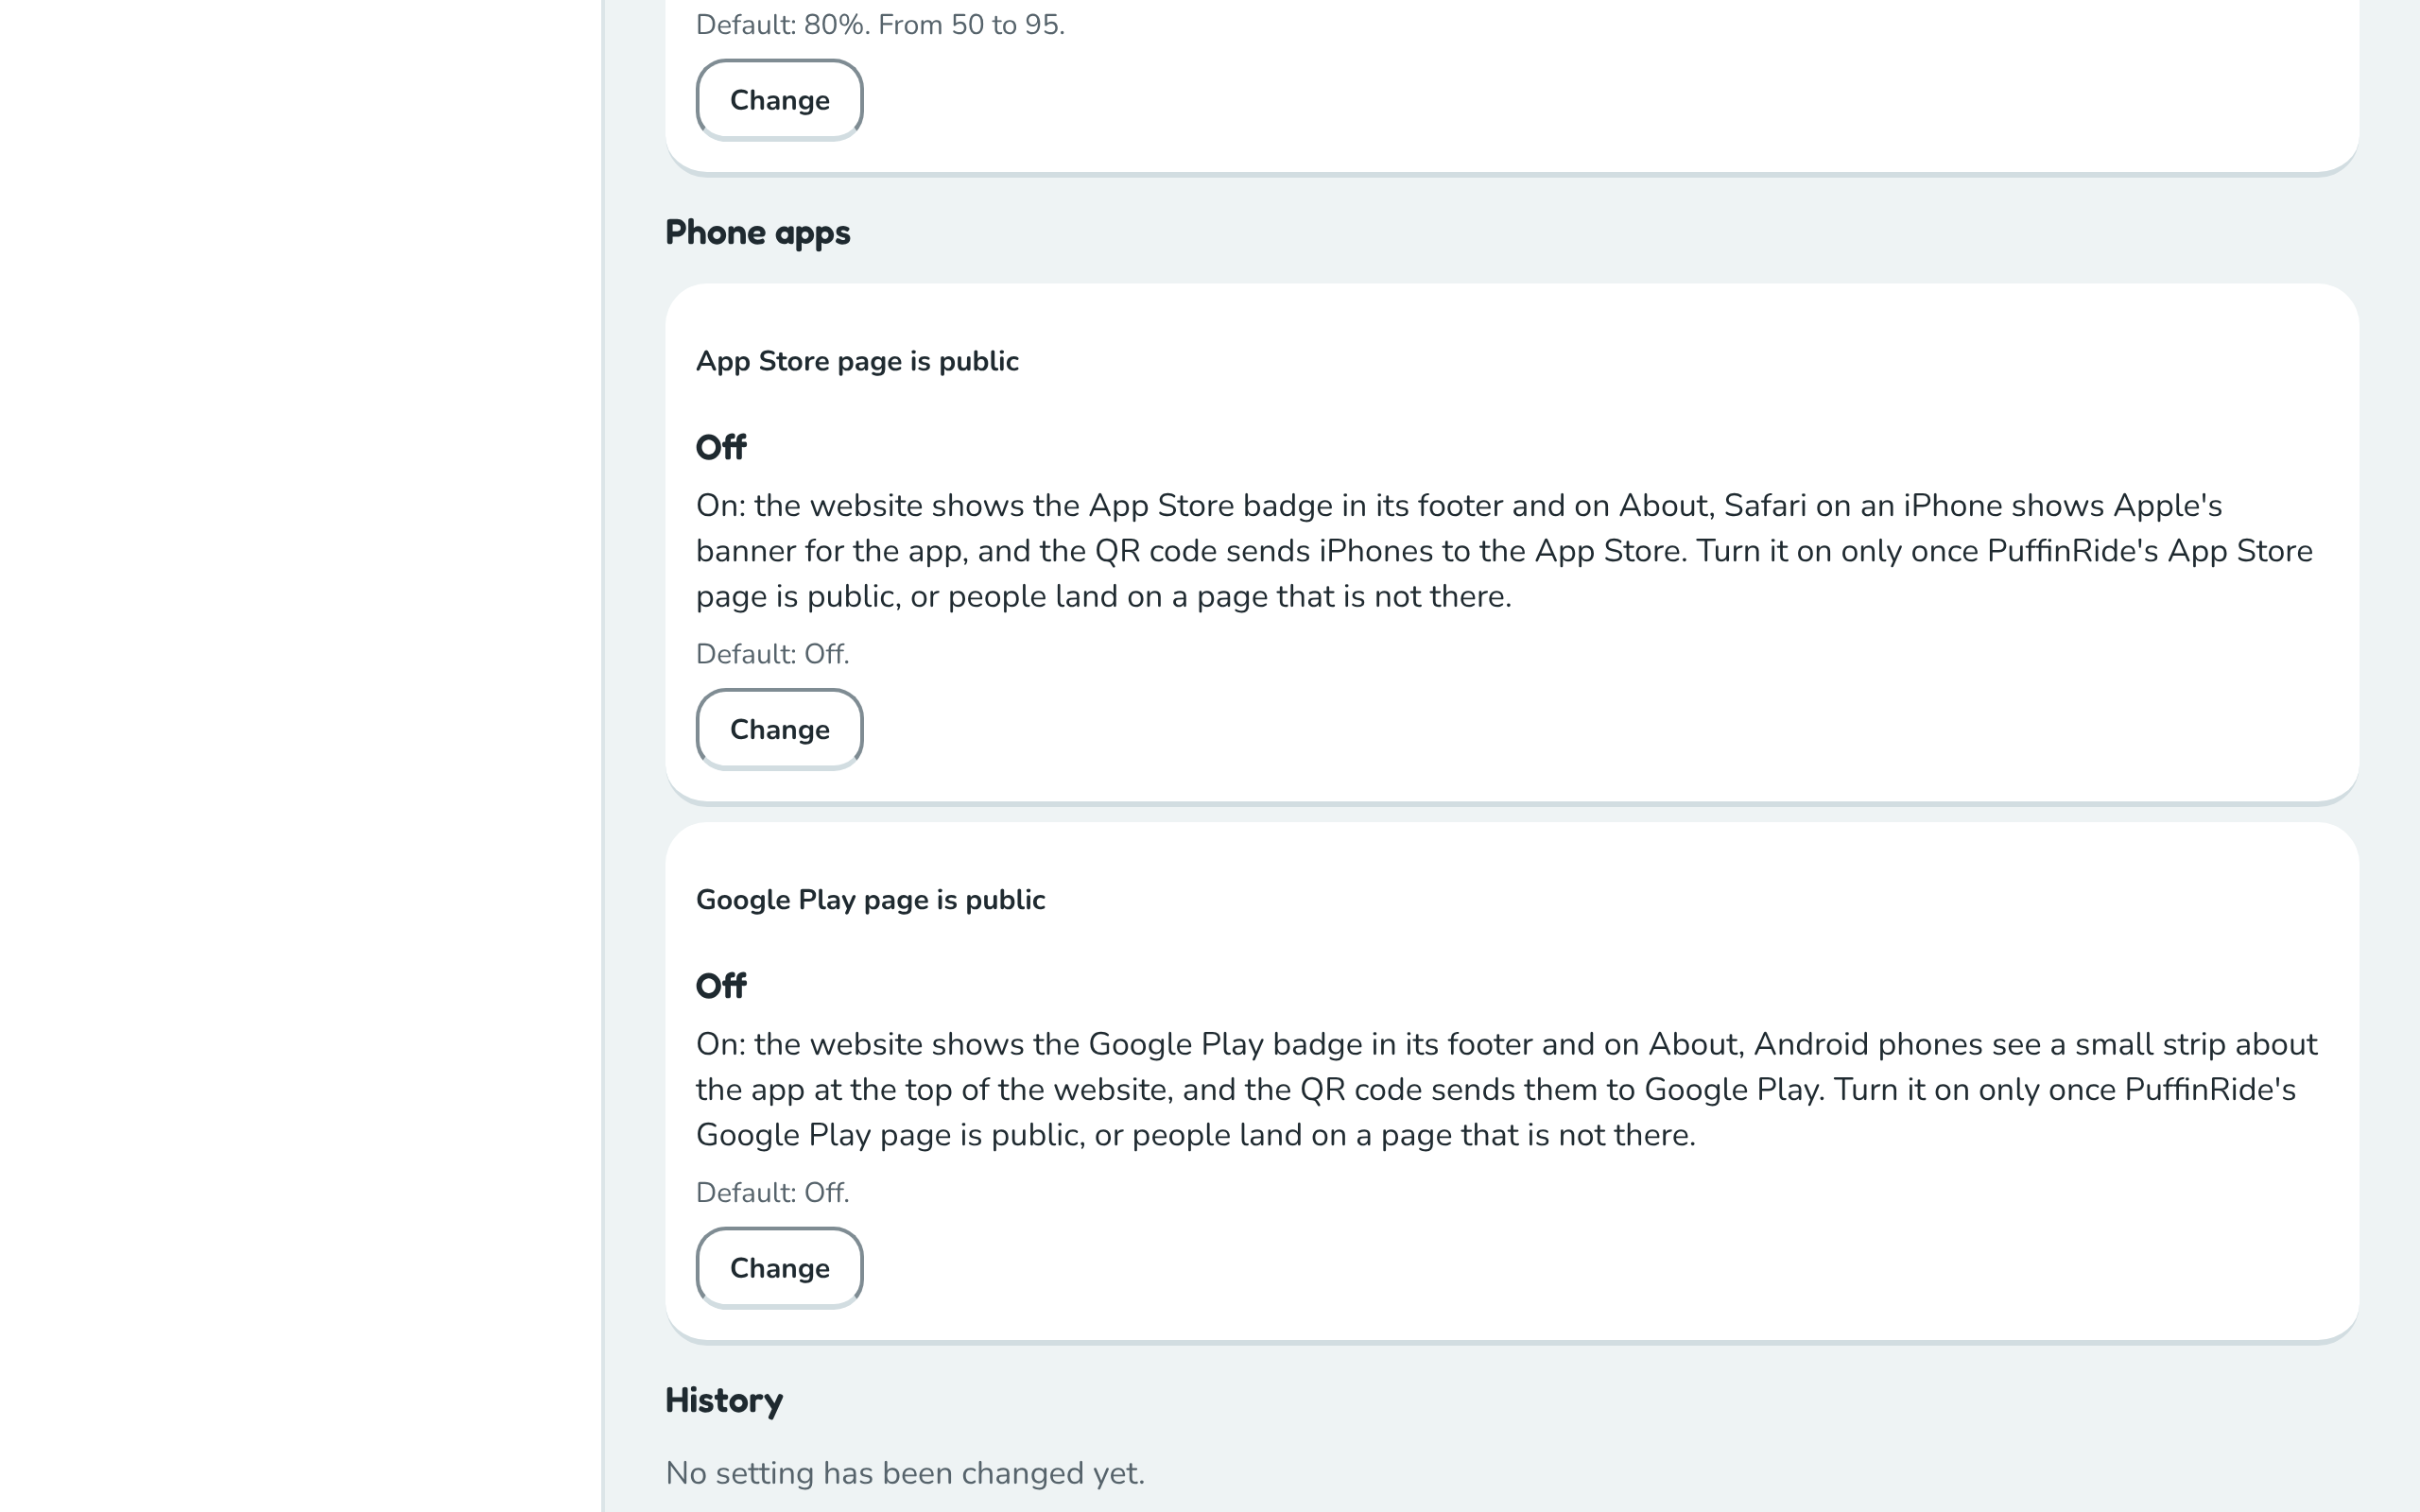 Default: 80%. From 50 to 95.
Change
Phone apps
App Store page is public
Off
On: the website shows the App Store badge in its footer and on About, Safari on an iPhone shows Apple's
banner for the app, and the QR code sends iPhones to the App Store. Turn it on only once PuffinRide's App Store
page is public, or people land on a page that is not there.
Default: Off.
Change
Google Play page is public
Off
On: the website shows the Google Play badge in its footer and on About, Android phones see a small strip about
the app at the top of the website, and the QR code sends them to Google Play. Turn it on only once PuffinRide's
Google Play page is public, or people land on a page that is not there.
Default: Off.
Change
History
No setting has been changed yet.